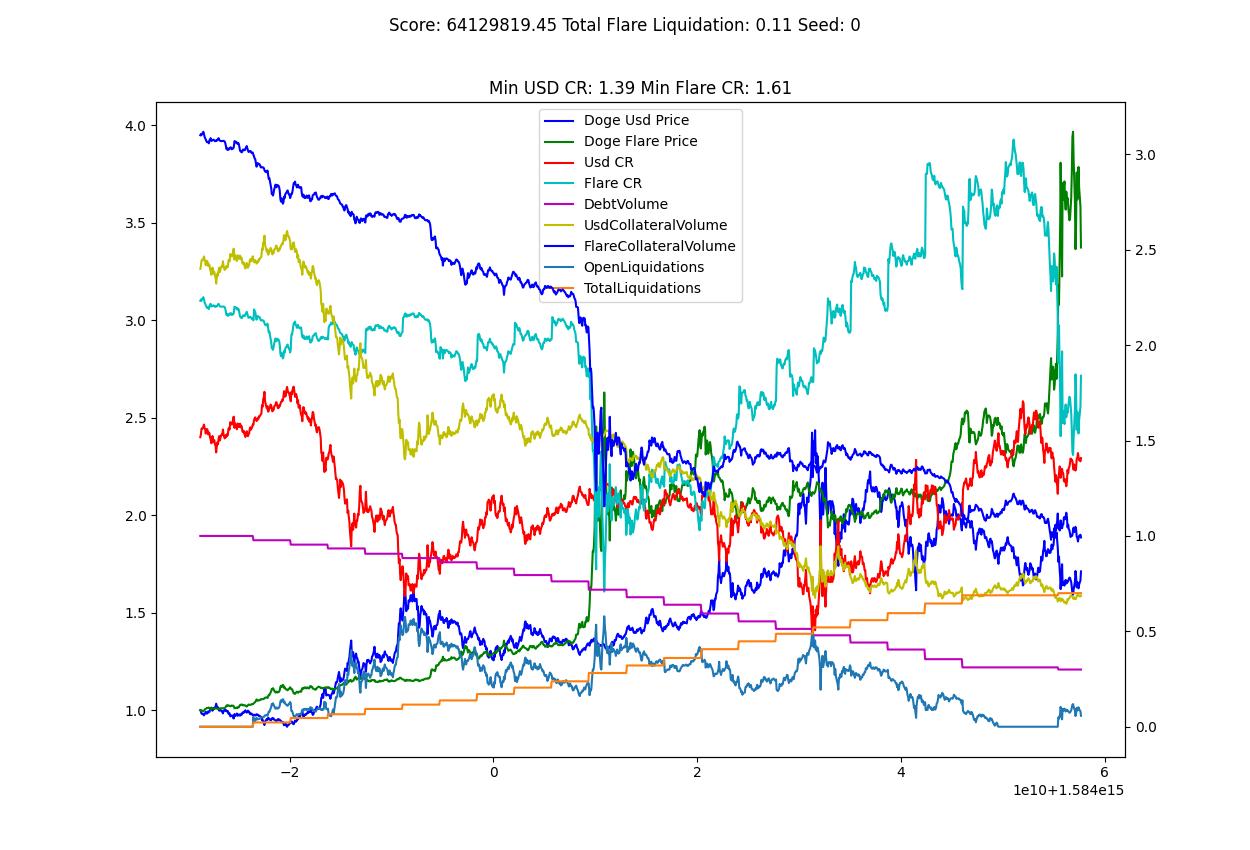 Score: 64129819.45 Total Flare Liquidation: 0.11 Seed: 0
Min USD CR: 1.39 Min Flare CR: 1.61
Doge Usd Price
Doge Flare Price
Usd CR
Flare CR
DebtVolume
UsdCollateralVolume
FlareCollateralVolume
OpenLiquidations
TotalLiquidations
4.0
3.5
3.0
2.5
2.0
1.5
1.0
3.0
2.5
2.0
1.5
1.0
0.5
0.0
−2 0 2 4 6
1e10+1.584e15